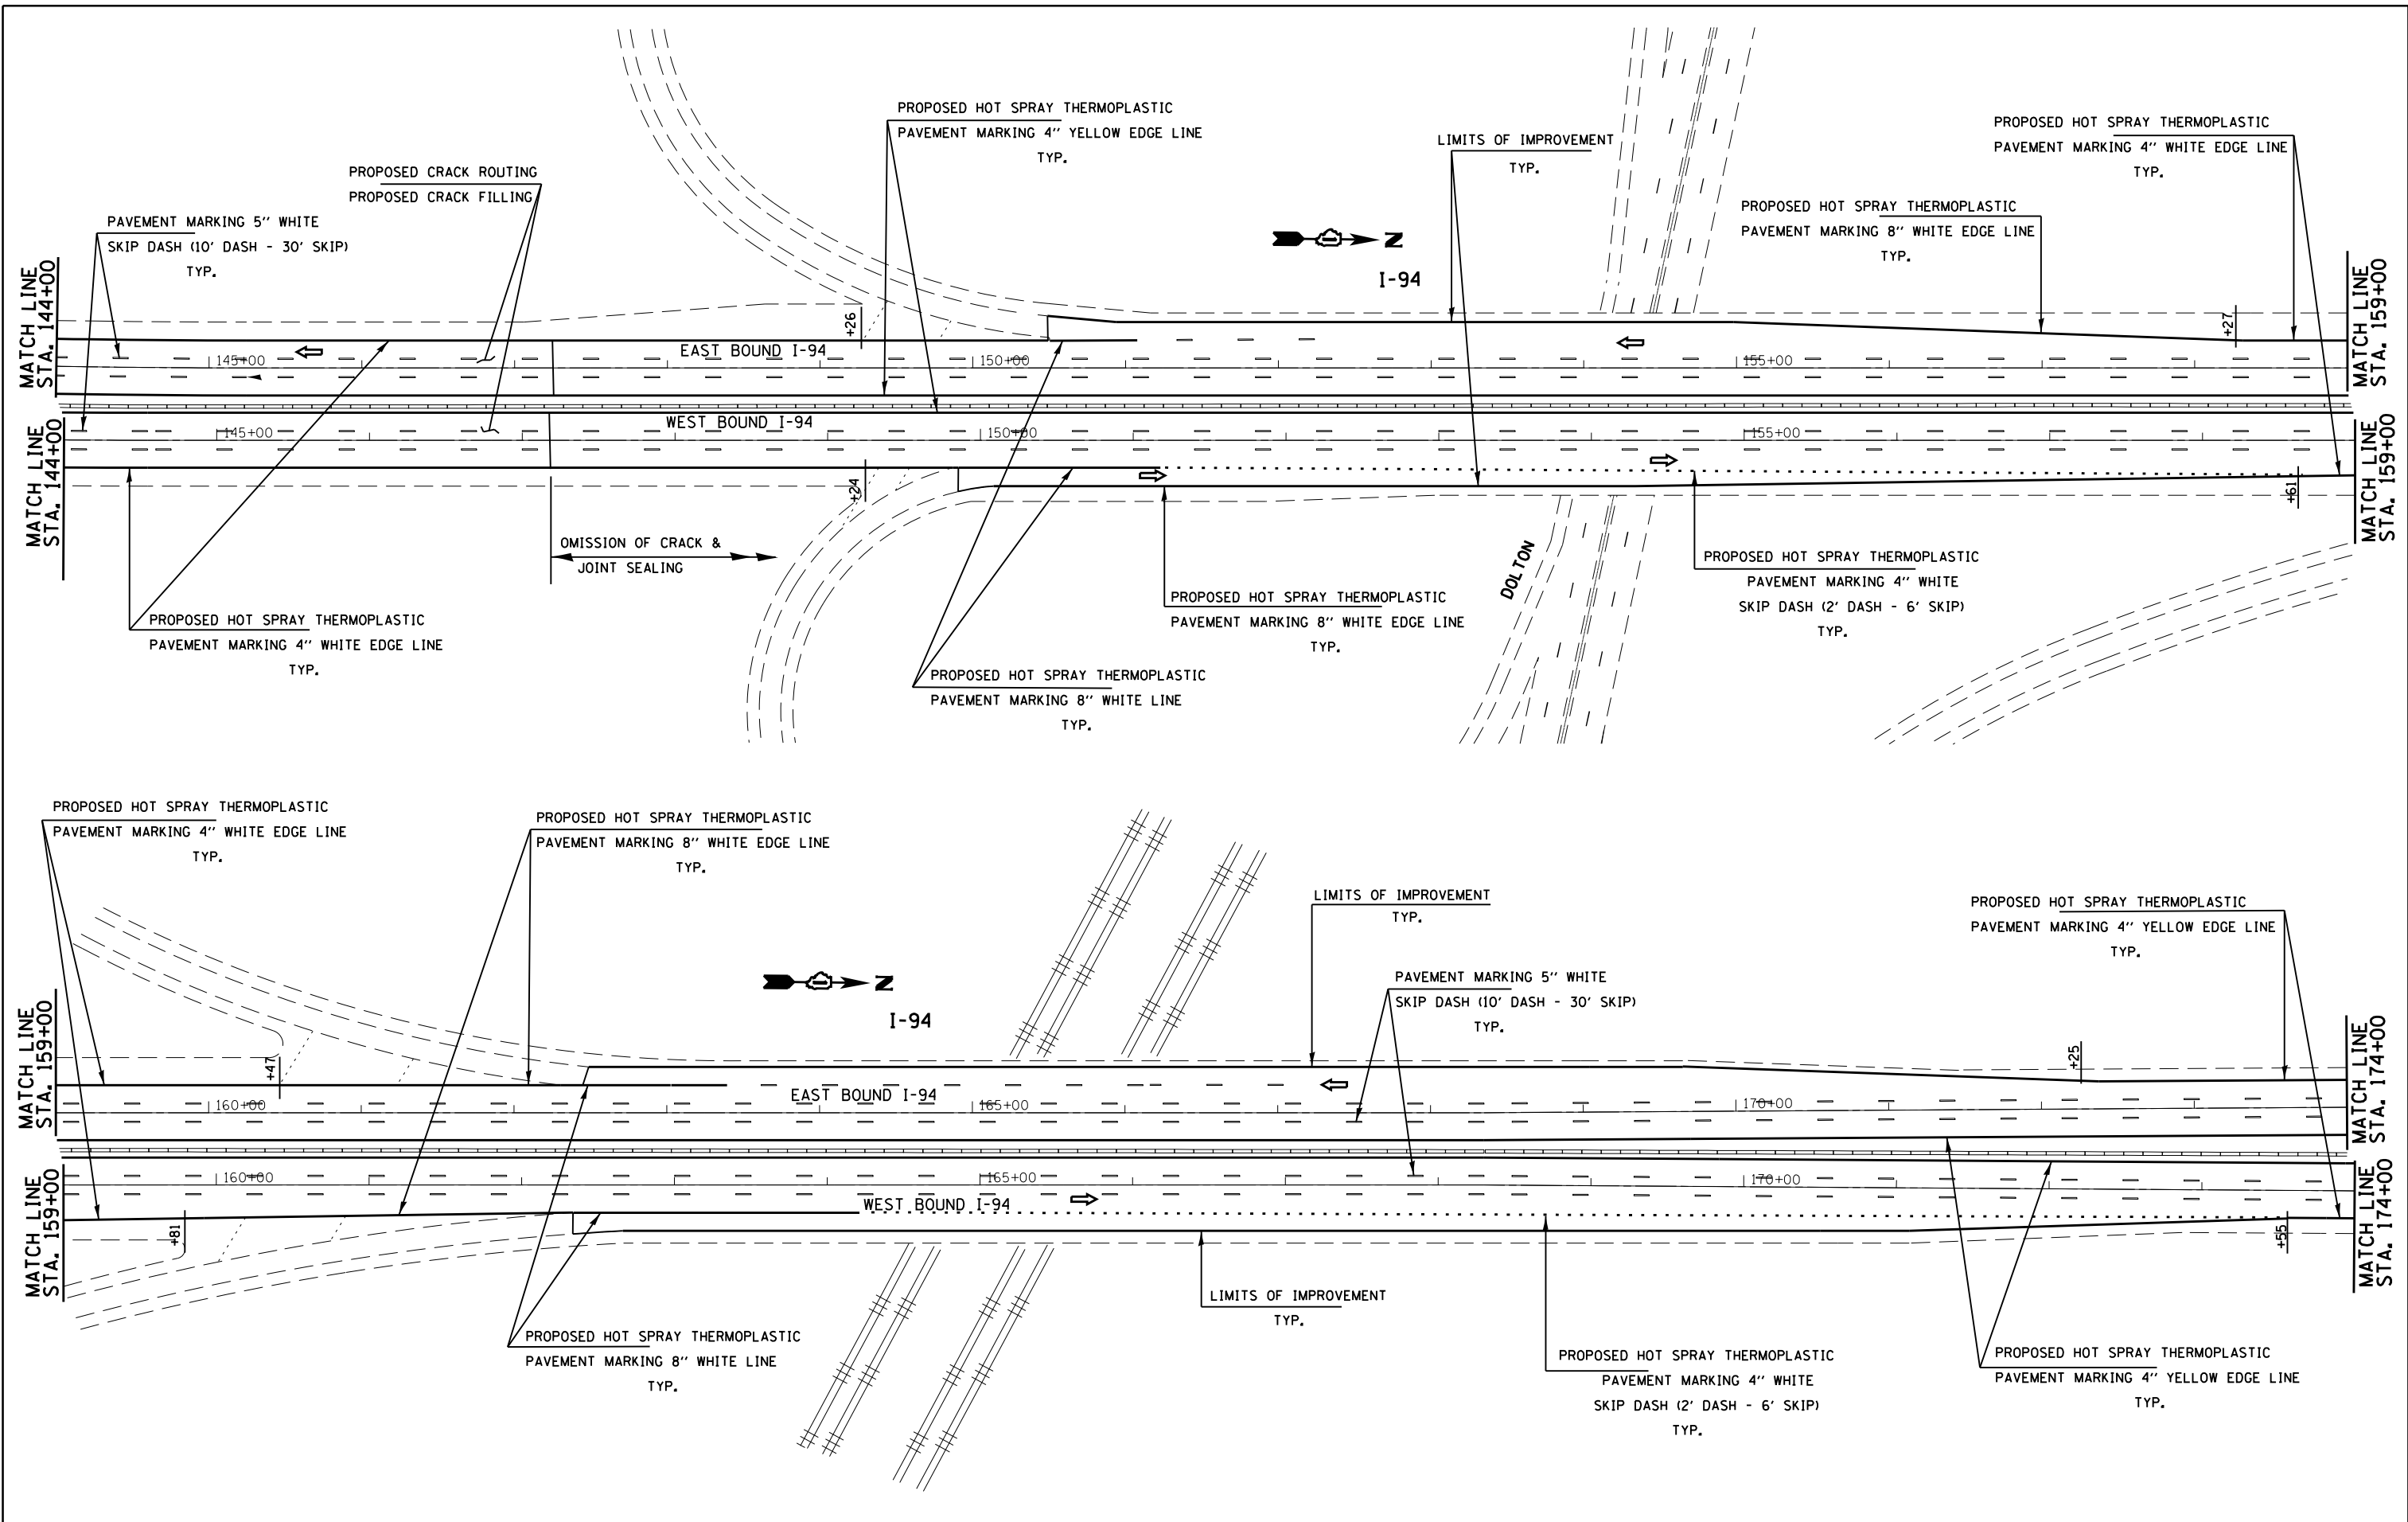 PROPOSED HOT SPRAY THERMOPLASTIC
PAVEMENT MARKING 4'' YELLOW EDGE LINE
TYP.
LIMITS OF IMPROVEMENT
TYP.
PROPOSED HOT SPRAY THERMOPLASTIC
PAVEMENT MARKING 4'' WHITE EDGE LINE
TYP.
PROPOSED CRACK ROUTING
PROPOSED CRACK FILLING
PAVEMENT MARKING 5'' WHITE
SKIP DASH (10' DASH - 30' SKIP)
TYP.
PROPOSED HOT SPRAY THERMOPLASTIC
PAVEMENT MARKING 8'' WHITE EDGE LINE
TYP.
N
I-94
MATCH LINE
STA. 144+00
MATCH LINE
STA. 159+00
+26
+27
145+00
EAST BOUND I-94
150+00
155+00
WEST BOUND I-94
145+00
150+00
155+00
MATCH LINE
STA. 144+00
MATCH LINE
STA. 159+00
+24
+61
OMISSION OF CRACK &
JOINT SEALING
DOLTON
PROPOSED HOT SPRAY THERMOPLASTIC
PAVEMENT MARKING 4'' WHITE
SKIP DASH (2' DASH - 6' SKIP)
TYP.
PROPOSED HOT SPRAY THERMOPLASTIC
PAVEMENT MARKING 8'' WHITE EDGE LINE
TYP.
PROPOSED HOT SPRAY THERMOPLASTIC
PAVEMENT MARKING 4'' WHITE EDGE LINE
TYP.
PROPOSED HOT SPRAY THERMOPLASTIC
PAVEMENT MARKING 8'' WHITE LINE
TYP.
PROPOSED HOT SPRAY THERMOPLASTIC
PAVEMENT MARKING 4'' WHITE EDGE LINE
TYP.
PROPOSED HOT SPRAY THERMOPLASTIC
PAVEMENT MARKING 8'' WHITE EDGE LINE
TYP.
LIMITS OF IMPROVEMENT
TYP.
PROPOSED HOT SPRAY THERMOPLASTIC
PAVEMENT MARKING 4'' YELLOW EDGE LINE
TYP.
PAVEMENT MARKING 5'' WHITE
SKIP DASH (10' DASH - 30' SKIP)
TYP.
N
I-94
MATCH LINE
STA. 159+00
MATCH LINE
STA. 174+00
+47
+25
160+00
EAST BOUND I-94
165+00
170+00
160+00
165+00
170+00
WEST BOUND I-94
MATCH LINE
STA. 159+00
MATCH LINE
STA. 174+00
+81
+55
LIMITS OF IMPROVEMENT
TYP.
PROPOSED HOT SPRAY THERMOPLASTIC
PAVEMENT MARKING 8'' WHITE LINE
TYP.
PROPOSED HOT SPRAY THERMOPLASTIC
PAVEMENT MARKING 4'' WHITE
SKIP DASH (2' DASH - 6' SKIP)
TYP.
PROPOSED HOT SPRAY THERMOPLASTIC
PAVEMENT MARKING 4'' YELLOW EDGE LINE
TYP.